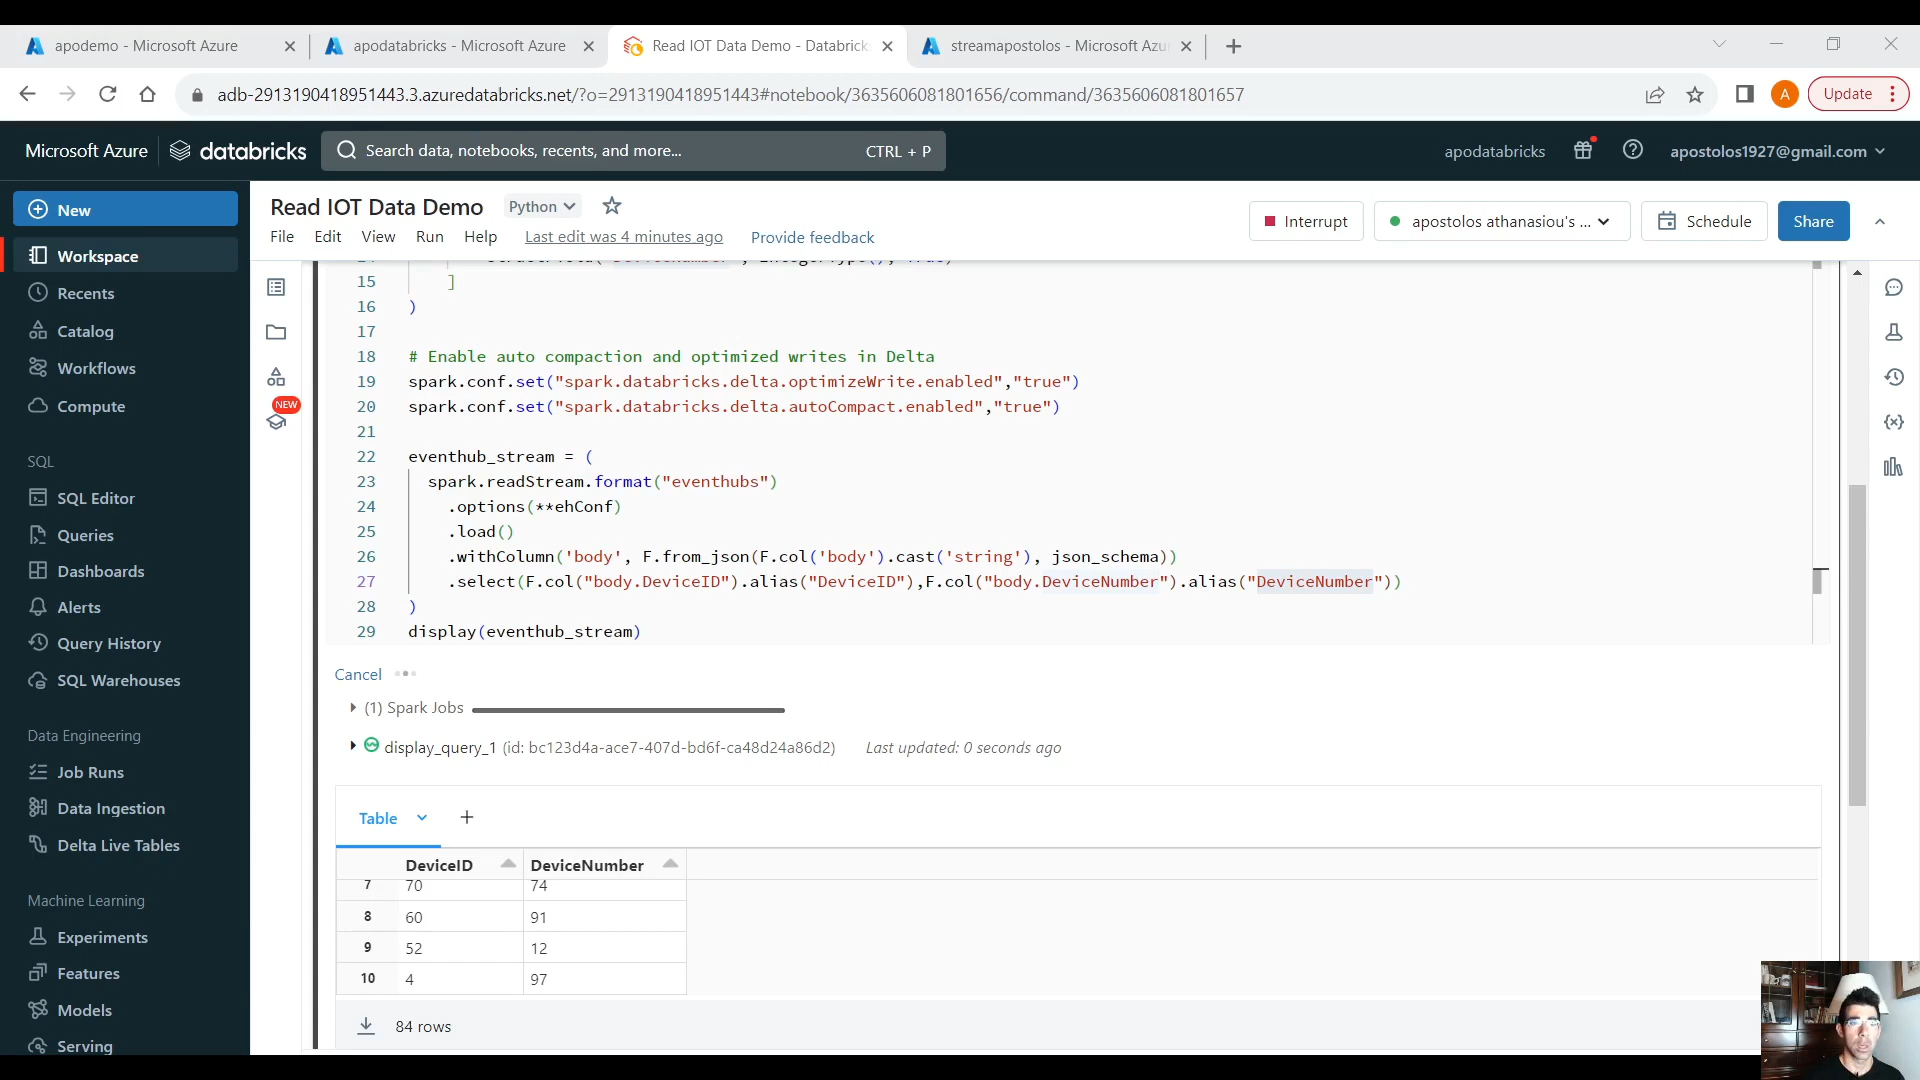 apodemo - Microsoft Azure
apodatabricks - Microsoft Azure
Read IOT Data Demo - Databrick
streamapostolos - Microsoft Azu
adb-2913190418951443.3.azuredatabricks.net/?o=2913190418951443#notebook/3635606081801656/command/3635606081801657
A
Update
Microsoft Azure
databricks
Search data, notebooks, recents, and more...
CTRL + P
apodatabricks
apostolos1927@gmail.com
New
Workspace
Recents
Catalog
Workflows
Compute
SQL
SQL Editor
Queries
Dashboards
Alerts
Query History
SQL Warehouses
Data Engineering
Job Runs
Data Ingestion
Delta Live Tables
Machine Learning
Experiments
Features
Models
Serving
Read IOT Data Demo
Python
File Edit View Run Help Last edit was 4 minutes ago Provide feedback
Interrupt
apostolos athanasiou's ...
Schedule
Share
NEW
15 ]
16 )
17
18 # Enable auto compaction and optimized writes in Delta
19 spark.conf.set("spark.databricks.delta.optimizeWrite.enabled","true")
20 spark.conf.set("spark.databricks.delta.autoCompact.enabled","true")
21
22 eventhub_stream = (
23 spark.readStream.format("eventhubs")
24 .options(**ehConf)
25 .load()
26 .withColumn('body', F.from_json(F.col('body').cast('string'), json_schema))
27 .select(F.col("body.DeviceID").alias("DeviceID"),F.col("body.DeviceNumber").alias("DeviceNumber"))
28 )
29 display(eventhub_stream)
Cancel
(1) Spark Jobs
display_query_1 (id: bc123d4a-ace7-407d-bd6f-ca48d24a86d2) Last updated: 0 seconds ago
Table
DeviceID DeviceNumber
7 70 74
8 60 91
9 52 12
10 4 97
84 rows